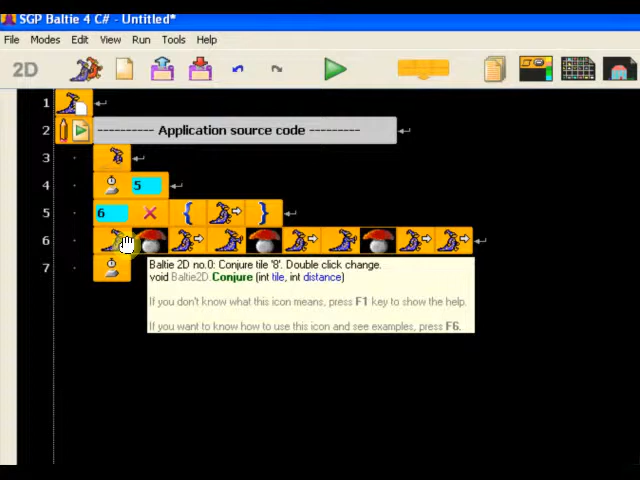 SGP Baltie 4 C# - Untitled*
File Modes Edit View Run Tools Help
2D
1
2 ---------- Application source code ---------
3
4 5
5 6 { }
6
7
Baltie 2D no.0: Conjure tile '8'. Double click change.
void Baltie2D.Conjure (int tile, int distance)
If you don't know what this icon means, press F1 key to show the help.
If you want to know how to use this icon and see examples, press F6.